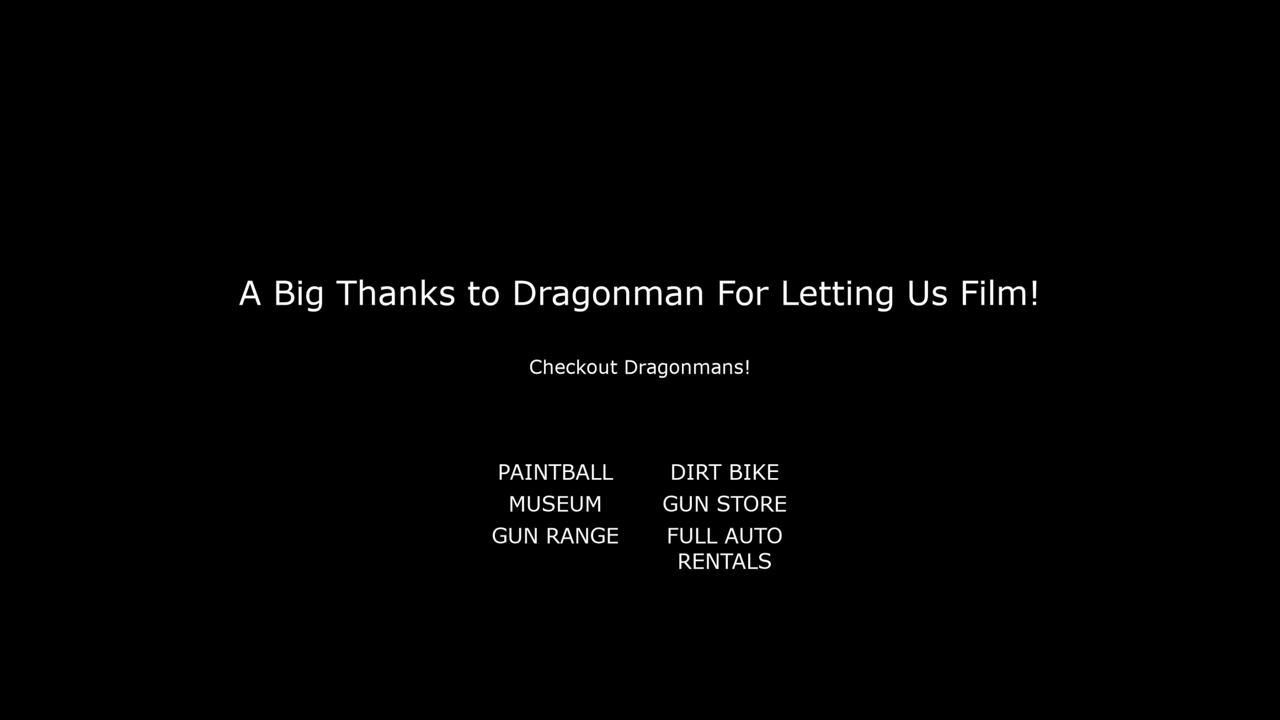 A Big Thanks to Dragonman For Letting Us Film!
Checkout Dragonmans!
PAINTBALL DIRT BIKE
MUSEUM GUN STORE
GUN RANGE FULL AUTO
RENTALS